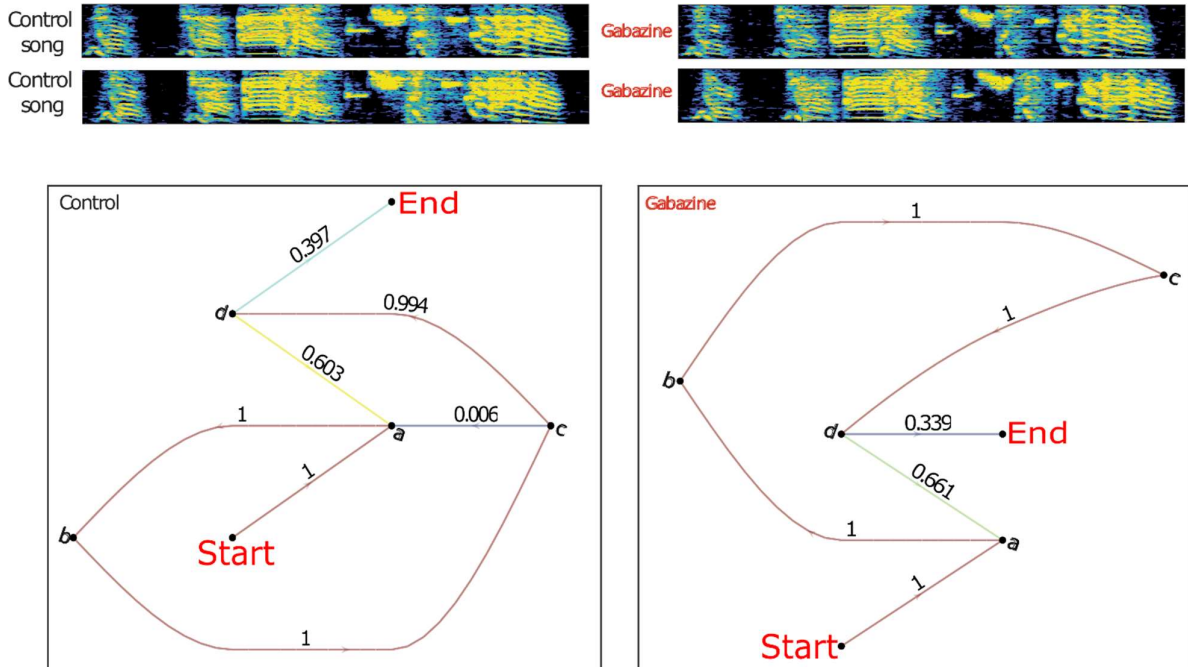 Control
song
Gabazine
Control
song
Gabazine
Control
End
0.397
d
0.994
0.603
1
0.006
a
c
1
b
Start
1
Gabazine
1
c
1
b
d
0.339
End
0.661
1
a
1
Start